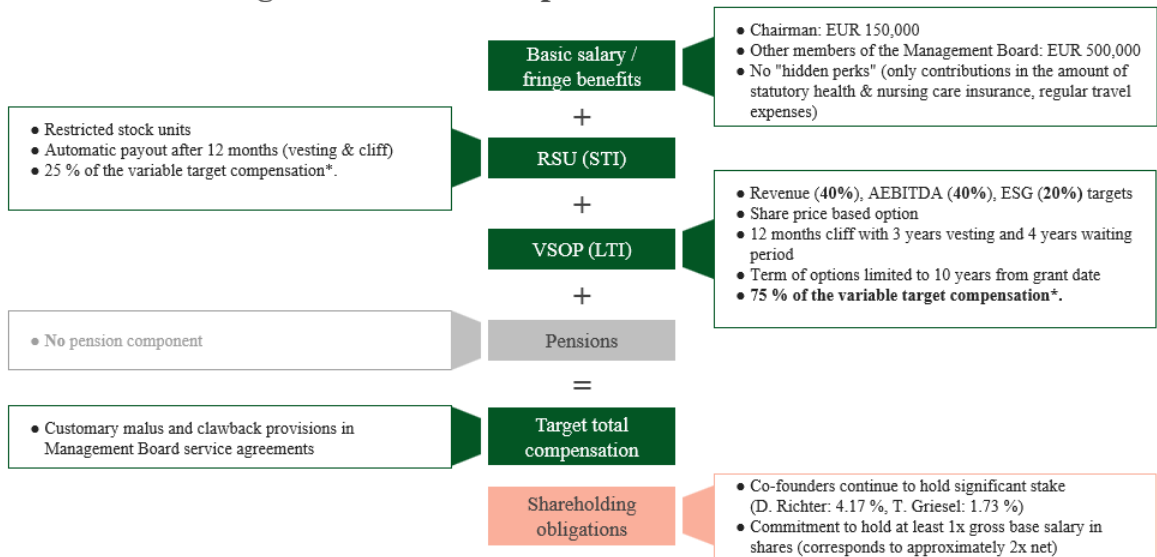 Basic salary /
fringe benefits
● Chairman: EUR 150,000
● Other members of the Management Board: EUR 500,000
● No "hidden perks" (only contributions in the amount of
statutory health & nursing care insurance, regular travel
expenses)
+
● Restricted stock units
● Automatic payout after 12 months (vesting & cliff)
● 25 % of the variable target compensation*.
RSU (STI)
+
VSOP (LTI)
● Revenue (40%), AEBITDA (40%), ESG (20%) targets
● Share price based option
● 12 months cliff with 3 years vesting and 4 years waiting
period
● Term of options limited to 10 years from grant date
● 75 % of the variable target compensation*.
+
● No pension component
Pensions
=
● Customary malus and clawback provisions in
Management Board service agreements
Target total
compensation
Shareholding
obligations
● Co-founders continue to hold significant stake
(D. Richter: 4.17 %, T. Griesel: 1.73 %)
● Commitment to hold at least 1x gross base salary in
shares (corresponds to approximately 2x net)